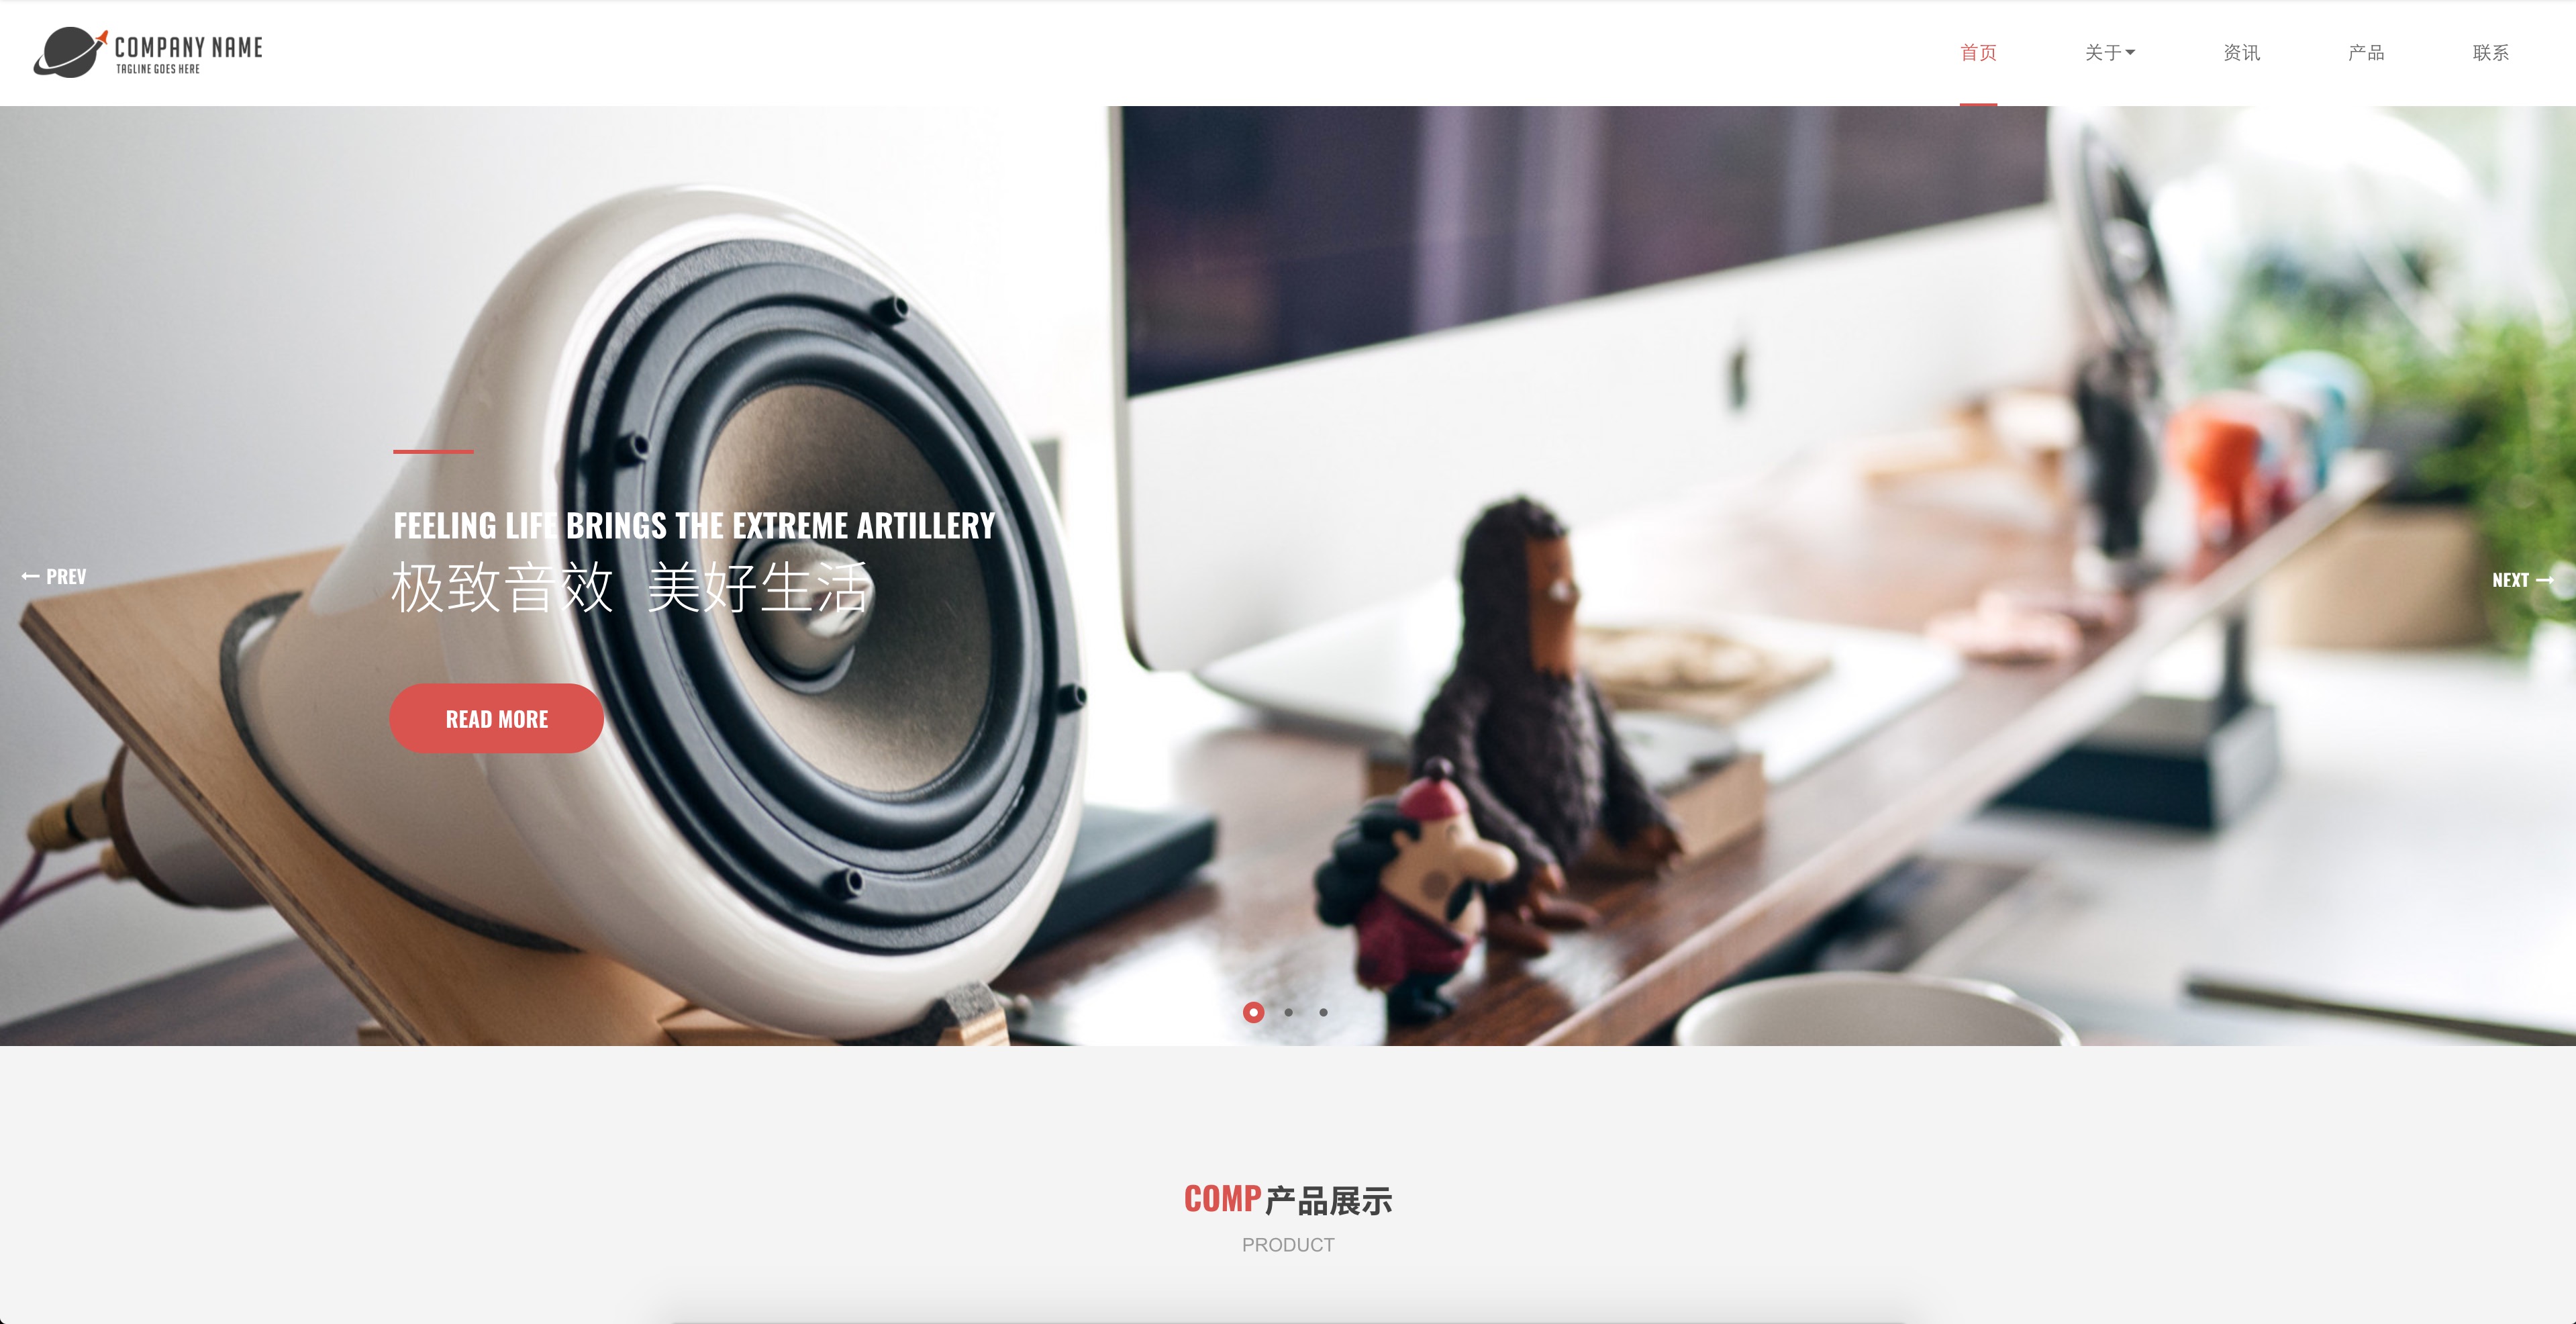 COMPANY NAME
TAGLINE GOES HERE
首页 关于 资讯 产品 联系
FEELING LIFE BRINGS THE EXTREME ARTILLERY
极致音效 美好生活
PREV
NEXT
READ MORE
COMP产品展示
PRODUCT